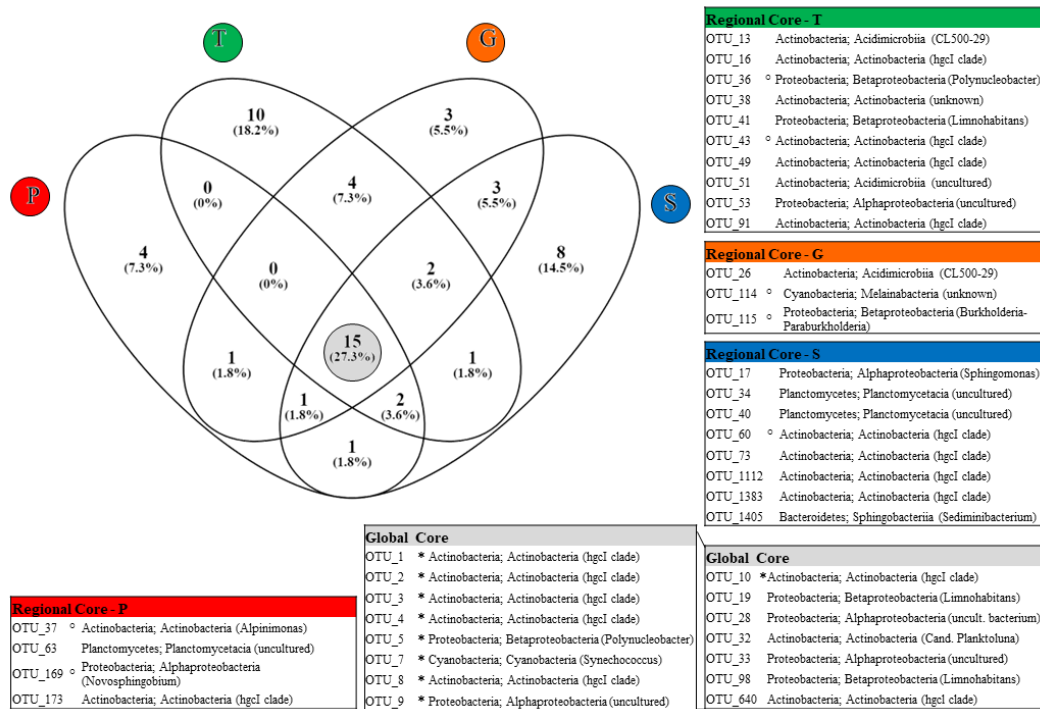 T
G
P
S
10
(18.2%)
3
(5.5%)
0
(0%)
4
(7.3%)
3
(5.5%)
4
(7.3%)
8
(14.5%)
0
(0%)
2
(3.6%)
15
(27.3%)
1
(1.8%)
1
(1.8%)
1
(1.8%)
2
(3.6%)
1
(1.8%)
Regional Core - T
OTU_13 Actinobacteria; Acidimicrobiia (CL500-29)
OTU_16 Actinobacteria; Actinobacteria (hgcI clade)
OTU_36 ° Proteobacteria; Betaproteobacteria (Polynucleobacter)
OTU_38 Actinobacteria; Actinobacteria (unknown)
OTU_41 Proteobacteria; Betaproteobacteria (Limnohabitans)
OTU_43 ° Actinobacteria; Actinobacteria (hgcI clade)
OTU_49 Actinobacteria; Actinobacteria (hgcI clade)
OTU_51 Actinobacteria; Acidimicrobiia (uncultured)
OTU_53 Proteobacteria; Alphaproteobacteria (uncultured)
OTU_91 Actinobacteria; Actinobacteria (hgcI clade)
Regional Core - G
OTU_26 Actinobacteria; Acidimicrobiia (CL500-29)
OTU_114 ° Cyanobacteria; Melainabacteria (unknown)
OTU_115 ° Proteobacteria; Betaproteobacteria (Burkholderia-
Paraburkholderia)
Regional Core - S
OTU_17 Proteobacteria; Alphaproteobacteria (Sphingomonas)
OTU_34 Planctomycetes; Planctomycetacia (uncultured)
OTU_40 Planctomycetes; Planctomycetacia (uncultured)
OTU_60 ° Actinobacteria; Actinobacteria (hgcI clade)
OTU_73 Actinobacteria; Actinobacteria (hgcI clade)
OTU_1112 Actinobacteria; Actinobacteria (hgcI clade)
OTU_1383 Actinobacteria; Actinobacteria (hgcI clade)
OTU_1405 Bacteroidetes; Sphingobacteriia (Sediminibacterium)
Regional Core - P
OTU_37 ° Actinobacteria; Actinobacteria (Alpinimonas)
OTU_63 Planctomycetes; Planctomycetacia (uncultured)
OTU_169 ° Proteobacteria; Alphaproteobacteria
(Novosphingobium)
OTU_173 Actinobacteria; Actinobacteria (hgcI clade)
Global Core
OTU_1 * Actinobacteria; Actinobacteria (hgcI clade)
OTU_2 * Actinobacteria; Actinobacteria (hgcI clade)
OTU_3 * Actinobacteria; Actinobacteria (hgcI clade)
OTU_4 * Actinobacteria; Actinobacteria (hgcI clade)
OTU_5 * Proteobacteria; Betaproteobacteria (Polynucleobacter)
OTU_7 * Cyanobacteria; Cyanobacteria (Synechococcus)
OTU_8 * Actinobacteria; Actinobacteria (hgcI clade)
OTU_9 * Proteobacteria; Alphaproteobacteria (uncultured)
Global Core
OTU_10 * Actinobacteria; Actinobacteria (hgcI clade)
OTU_19 Proteobacteria; Betaproteobacteria (Limnohabitans)
OTU_28 Proteobacteria; Alphaproteobacteria (uncult. bacterium)
OTU_32 Actinobacteria; Actinobacteria (Cand. Planktoluna)
OTU_33 Proteobacteria; Alphaproteobacteria (uncultured)
OTU_98 Proteobacteria; Betaproteobacteria (Limnohabitans)
OTU_640 Actinobacteria; Actinobacteria (hgcI clade)